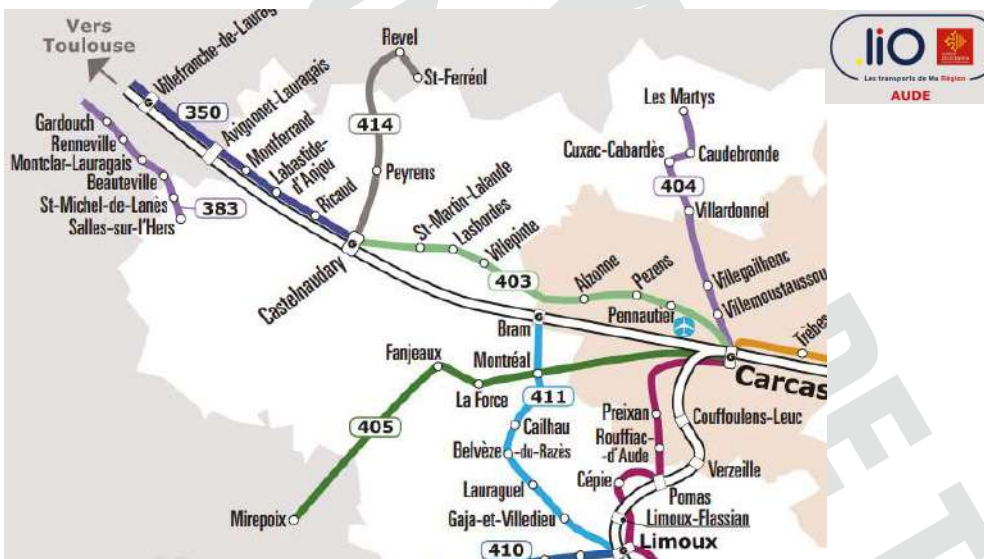 Vers
Toulouse
Villefranche-de-Laurag
350
Avignonet-Lauragais
Montferrand
Labastide-
d'Anjou
Ricaud
Gardouch
Renneville
Montclar-Lauragais
Beauteville
St-Michel-de-Lanès
383
Salles-sur-l'Hers
Revel
St-Ferréol
414
Peyrens
Castelnaudary
St-Martin-Lalande
Lasbordes
Villepinte
403
Alzonne
Pezens
Pennautier
Les Martys
Cuxac-Cabardès
Caudebronde
404
Villardonnel
Villegailhenc
Villemoustaussou
Trèbes
Carcas
Bram
Montréal
411
Fanjeaux
La Force
405
Mirepoix
Cailhau
Belvèze
-du-Razès
Lauraguel
Gaja-et-Villedieu
410
Preixan
Rouffiac-
d'Aude
Cépie
Couffoulens-Leuc
Verzeille
Pomas
Limoux-Flassian
Limoux
.liO
Les transports de Ma Région
AUDE